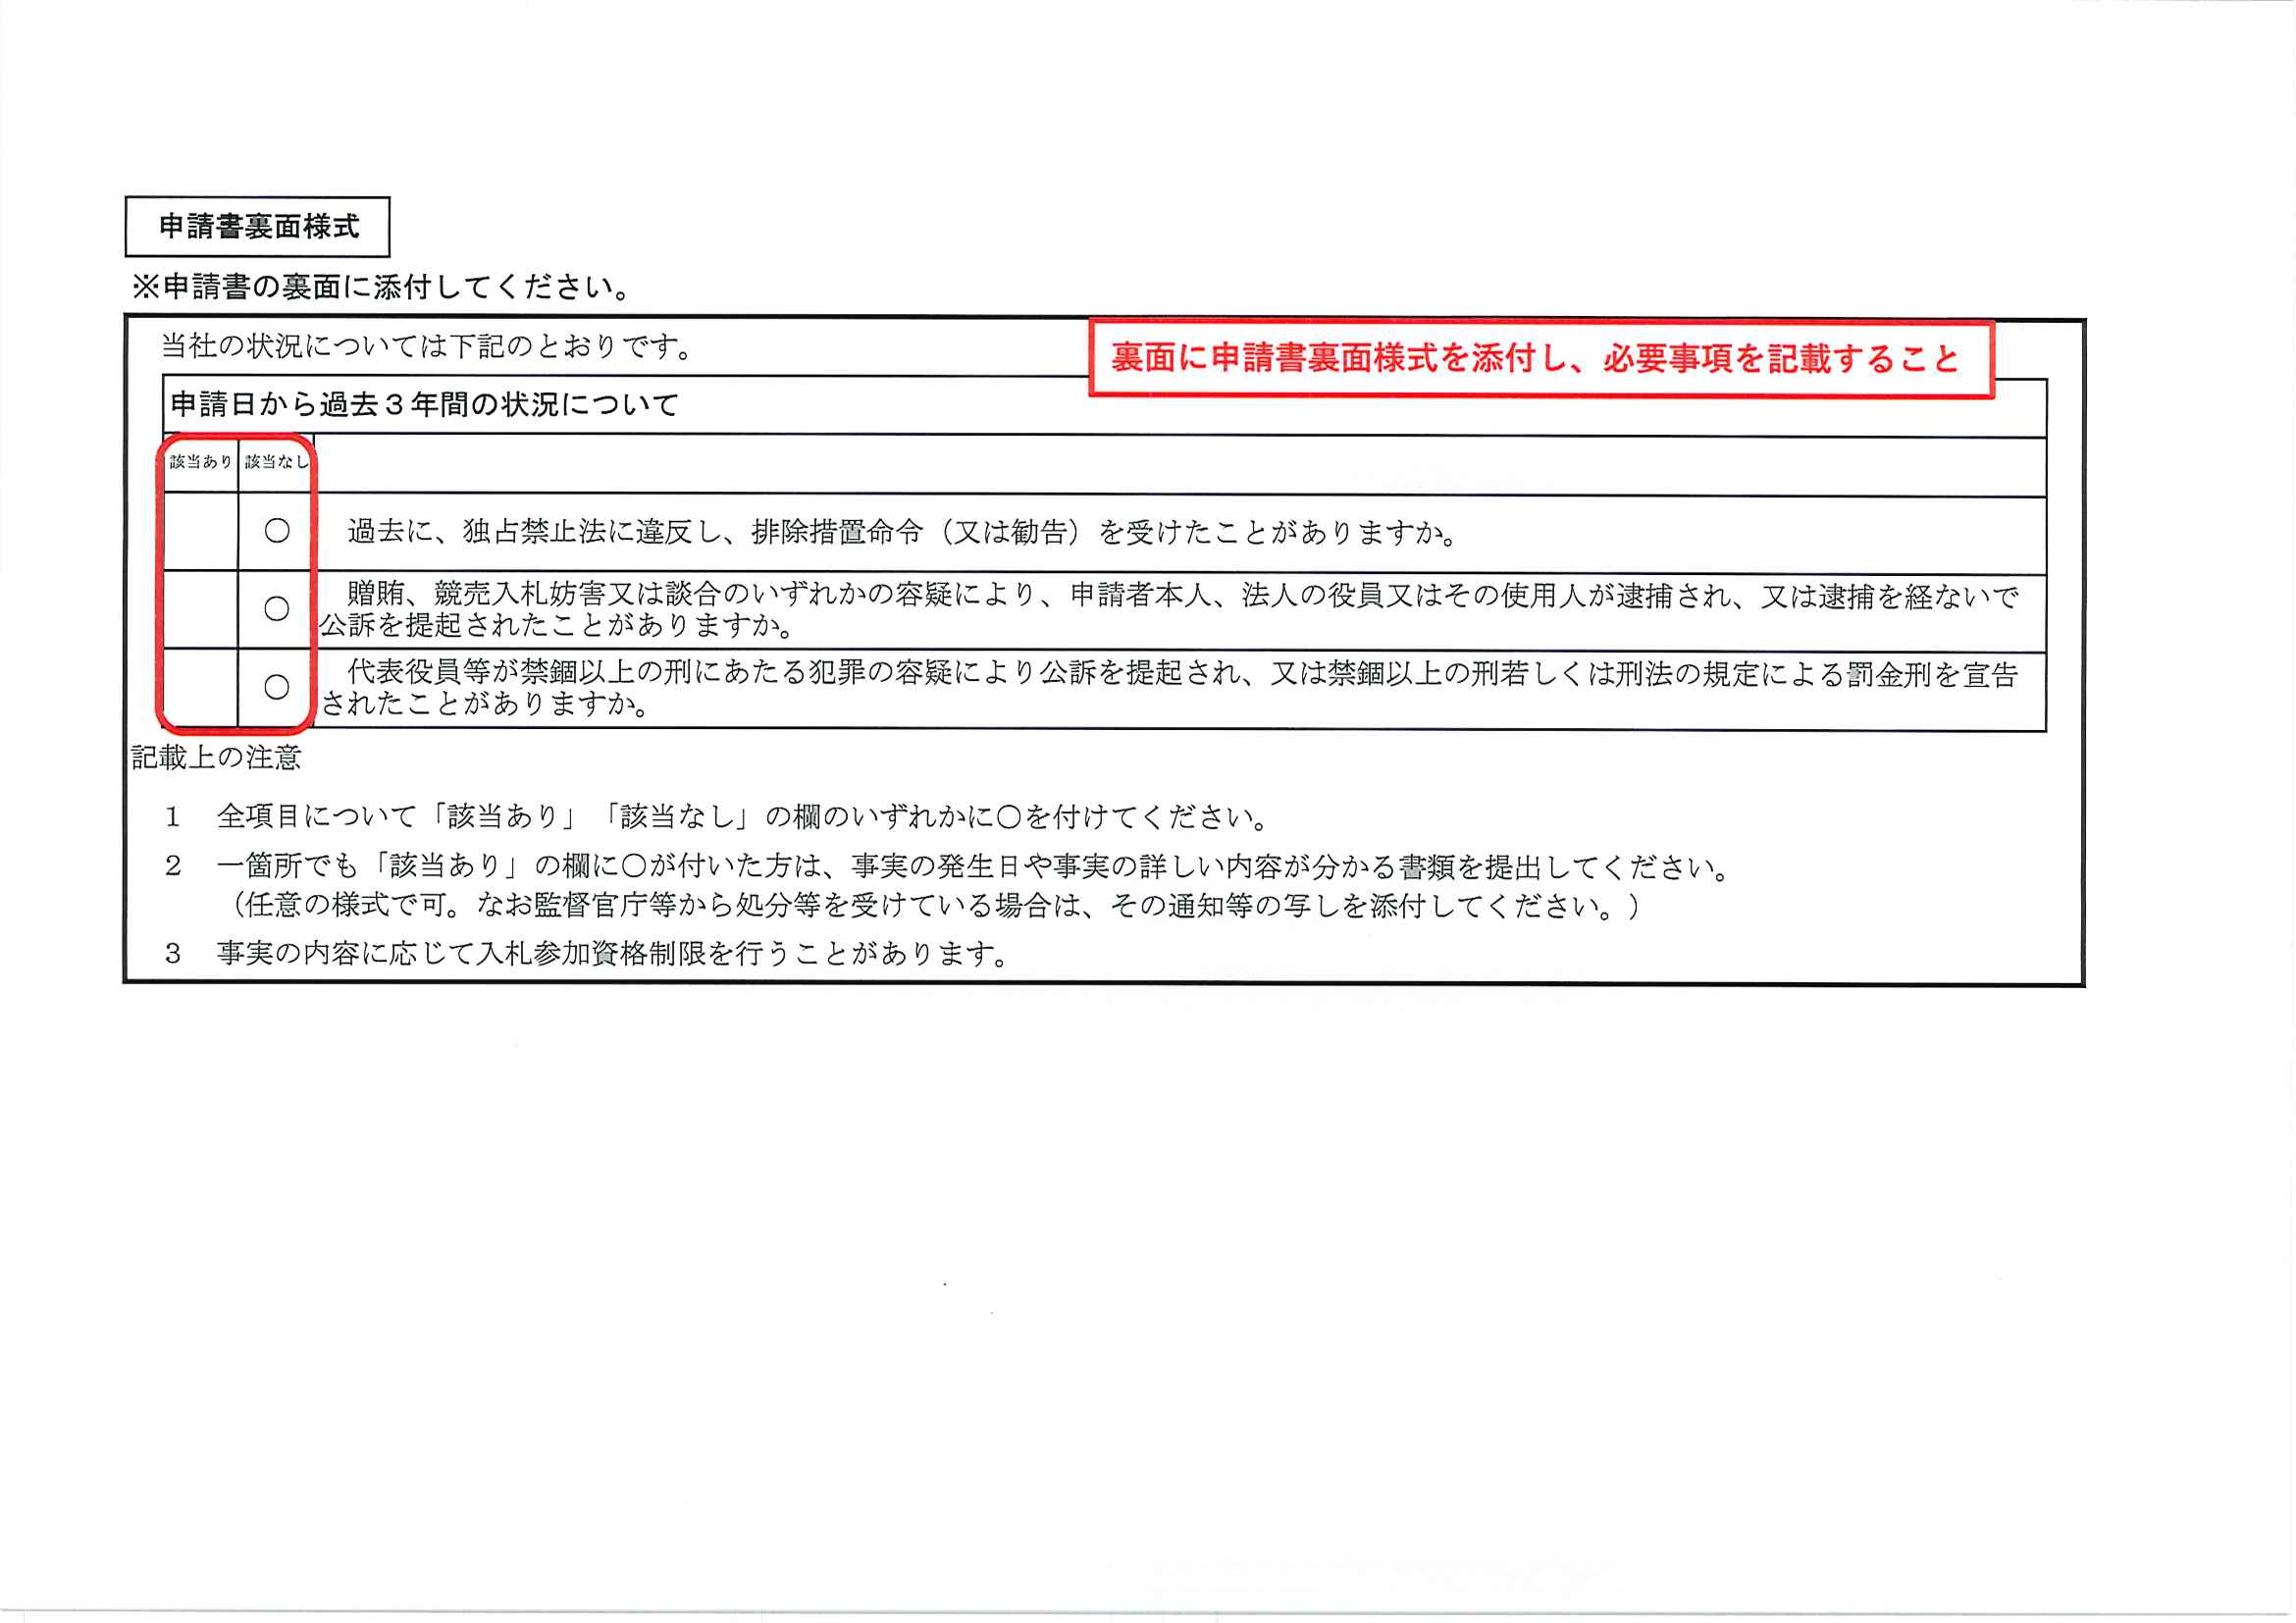 申請書裏面様式
※申請書の裏面に添付してください。
当社の状況については下記のとおりです。
裏面に申請書裏面様式を添付し、必要事項を記載すること
申請日から過去３年間の状況について
該当あり 該当なし
○ 過去に、独占禁止法に違反し、排除措置命令（又は勧告）を受けたことがありますか。
○ 贈賄、競売入札妨害又は談合のいずれかの容疑により、申請者本人、法人の役員又はその使用人が逮捕され、又は逮捕を経ないで
公訴を提起されたことがありますか。
○ 代表役員等が禁錮以上の刑にあたる犯罪の容疑により公訴を提起され、又は禁錮以上の刑若しくは刑法の規定による罰金刑を宣告
されたことがありますか。
記載上の注意
１ 全項目について「該当あり」「該当なし」の欄のいずれかに○を付けてください。
２ 一箇所でも「該当あり」の欄に○が付いた方は、事実の発生日や事実の詳しい内容が分かる書類を提出してください。
（任意の様式で可。なお監督官庁等から処分等を受けている場合は、その通知等の写しを添付してください。）
３ 事実の内容に応じて入札参加資格制限を行うことがあります。